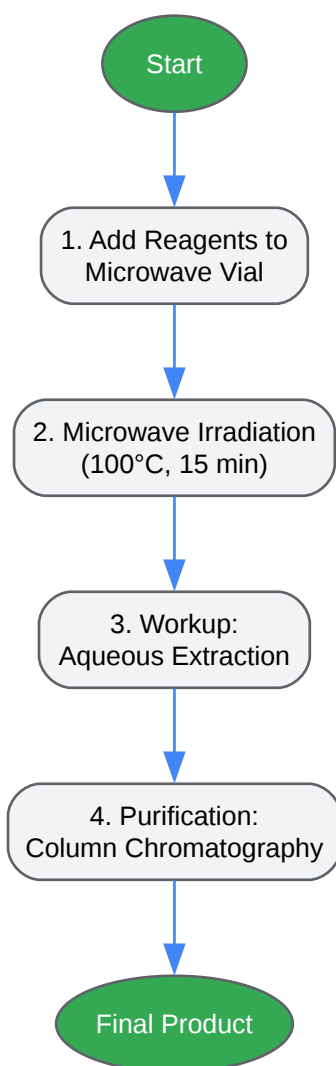 Start
1. Add Reagents to
Microwave Vial
2. Microwave Irradiation
(100°C, 15 min)
3. Workup:
Aqueous Extraction
4. Purification:
Column Chromatography
Final Product